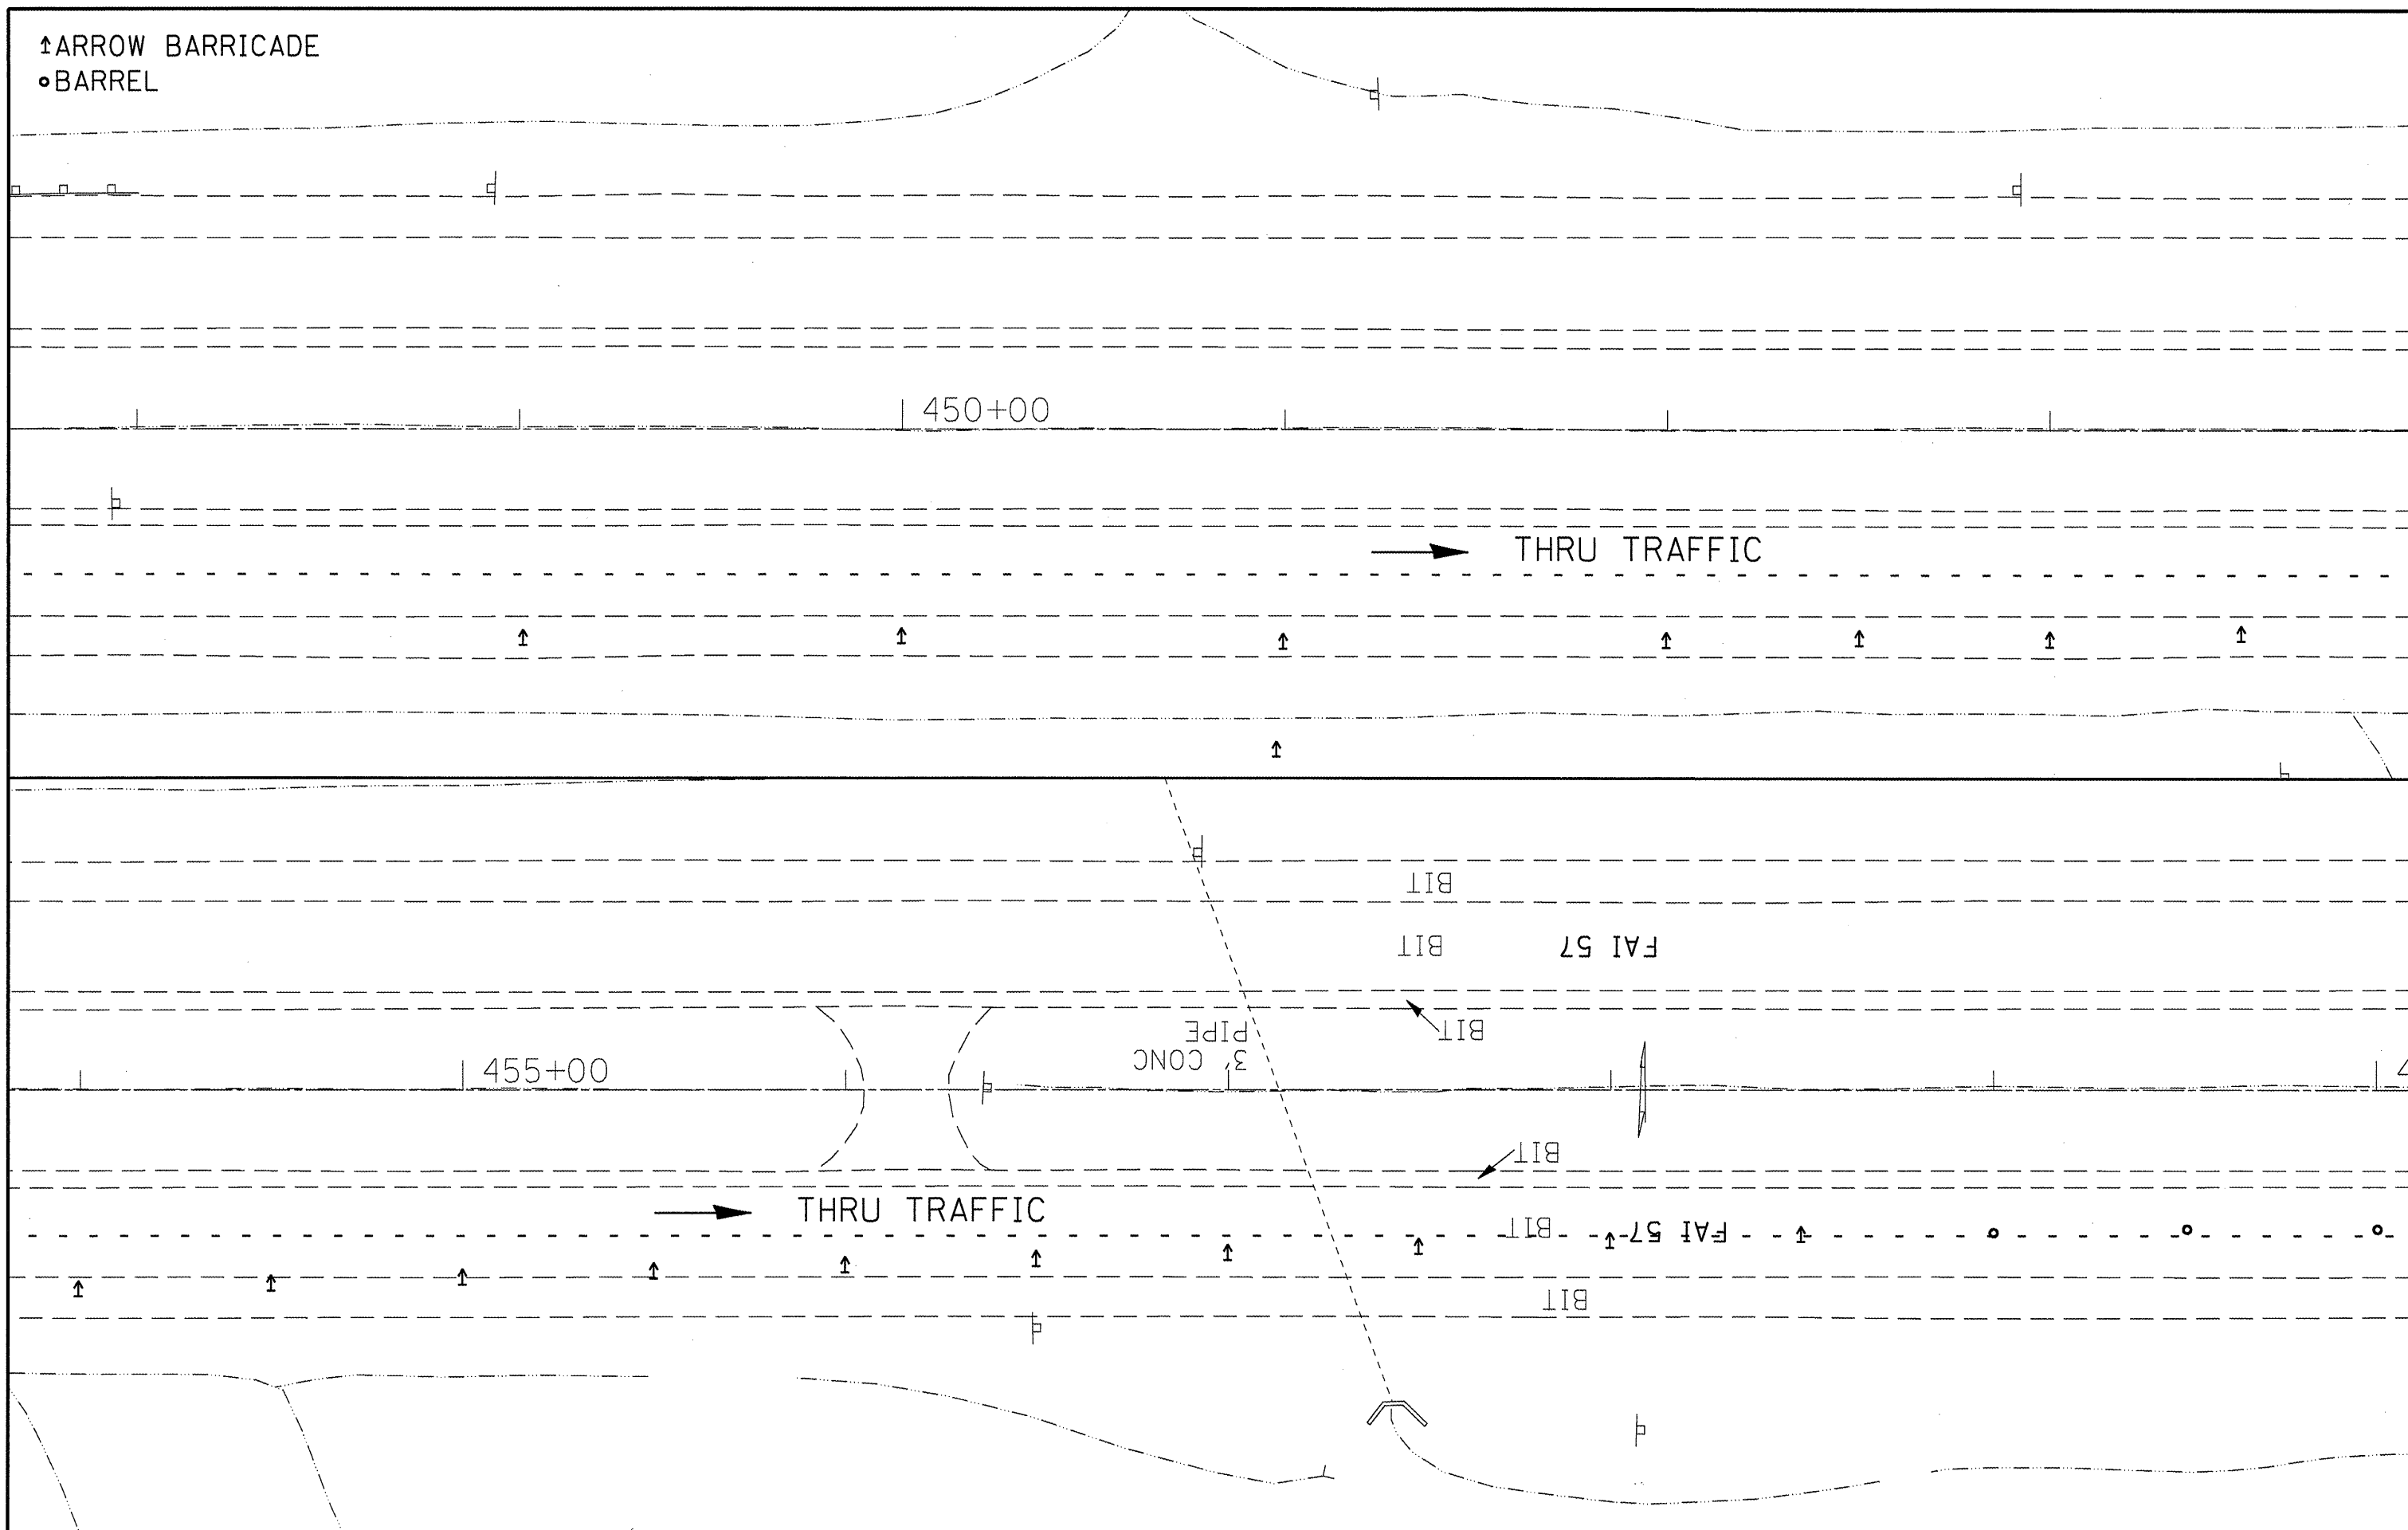 ARROW BARRICADE
BARREL
450+00
THRU TRAFFIC
BIT
BIT
FAI 57
BIT
3' CONC
PIPE
455+00
BIT
THRU TRAFFIC
BIT
FAI 57
BIT